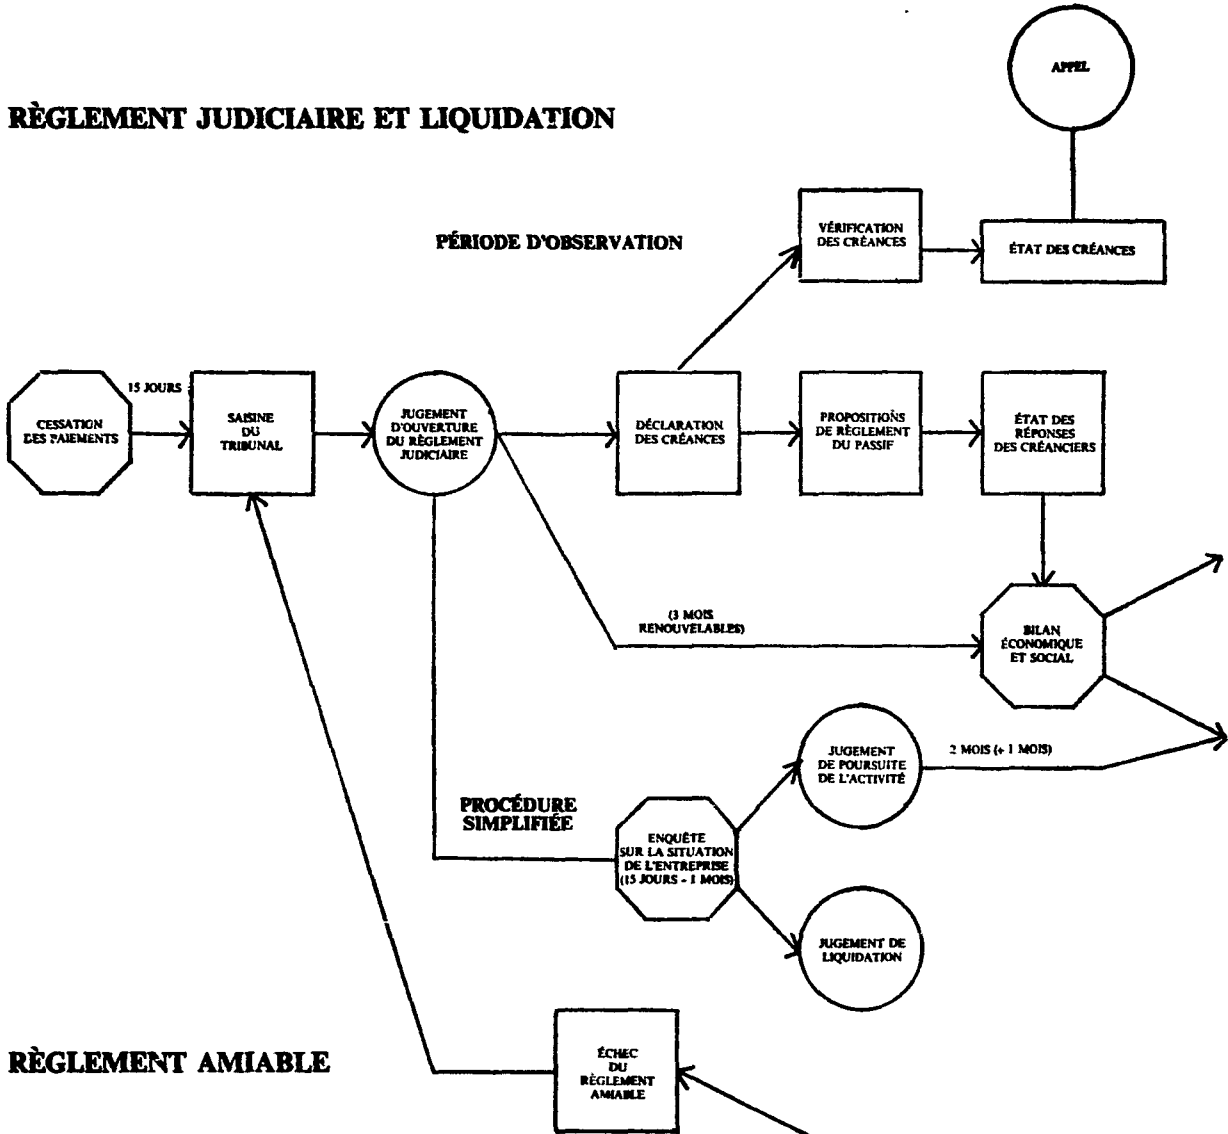 APPEL
RÈGLEMENT JUDICIAIRE ET LIQUIDATION
PÉRIODE D'OBSERVATION
VÉRIFICATION
DES CRÉANCES
ÉTAT DES CRÉANCES
15 JOURS
CESSATION
DES PAIEMENTS
SAISINE
DU
TRIBUNAL
JUGEMENT
D'OUVERTURE
DU RÈGLEMENT
JUDICIAIRE
DÉCLARATION
DES CRÉANCES
PROPOSITIONS
DE RÈGLEMENT
DU PASSIF
ÉTAT DES
RÉPONSES
DES CRÉANCIERS
(3 MOIS
RENOUVELABLES)
BILAN
ÉCONOMIQUE
ET SOCIAL
JUGEMENT
DE POURSUITE
DE L'ACTIVITÉ
2 MOIS (+ 1 MOIS)
PROCÉDURE
SIMPLIFIÉE
ENQUÊTE
SUR LA SITUATION
DE L'ENTREPRISE
(15 JOURS - 1 MOIS)
JUGEMENT DE
LIQUIDATION
RÈGLEMENT AMIABLE
ÉCHEC
DU
RÈGLEMENT
AMIABLE